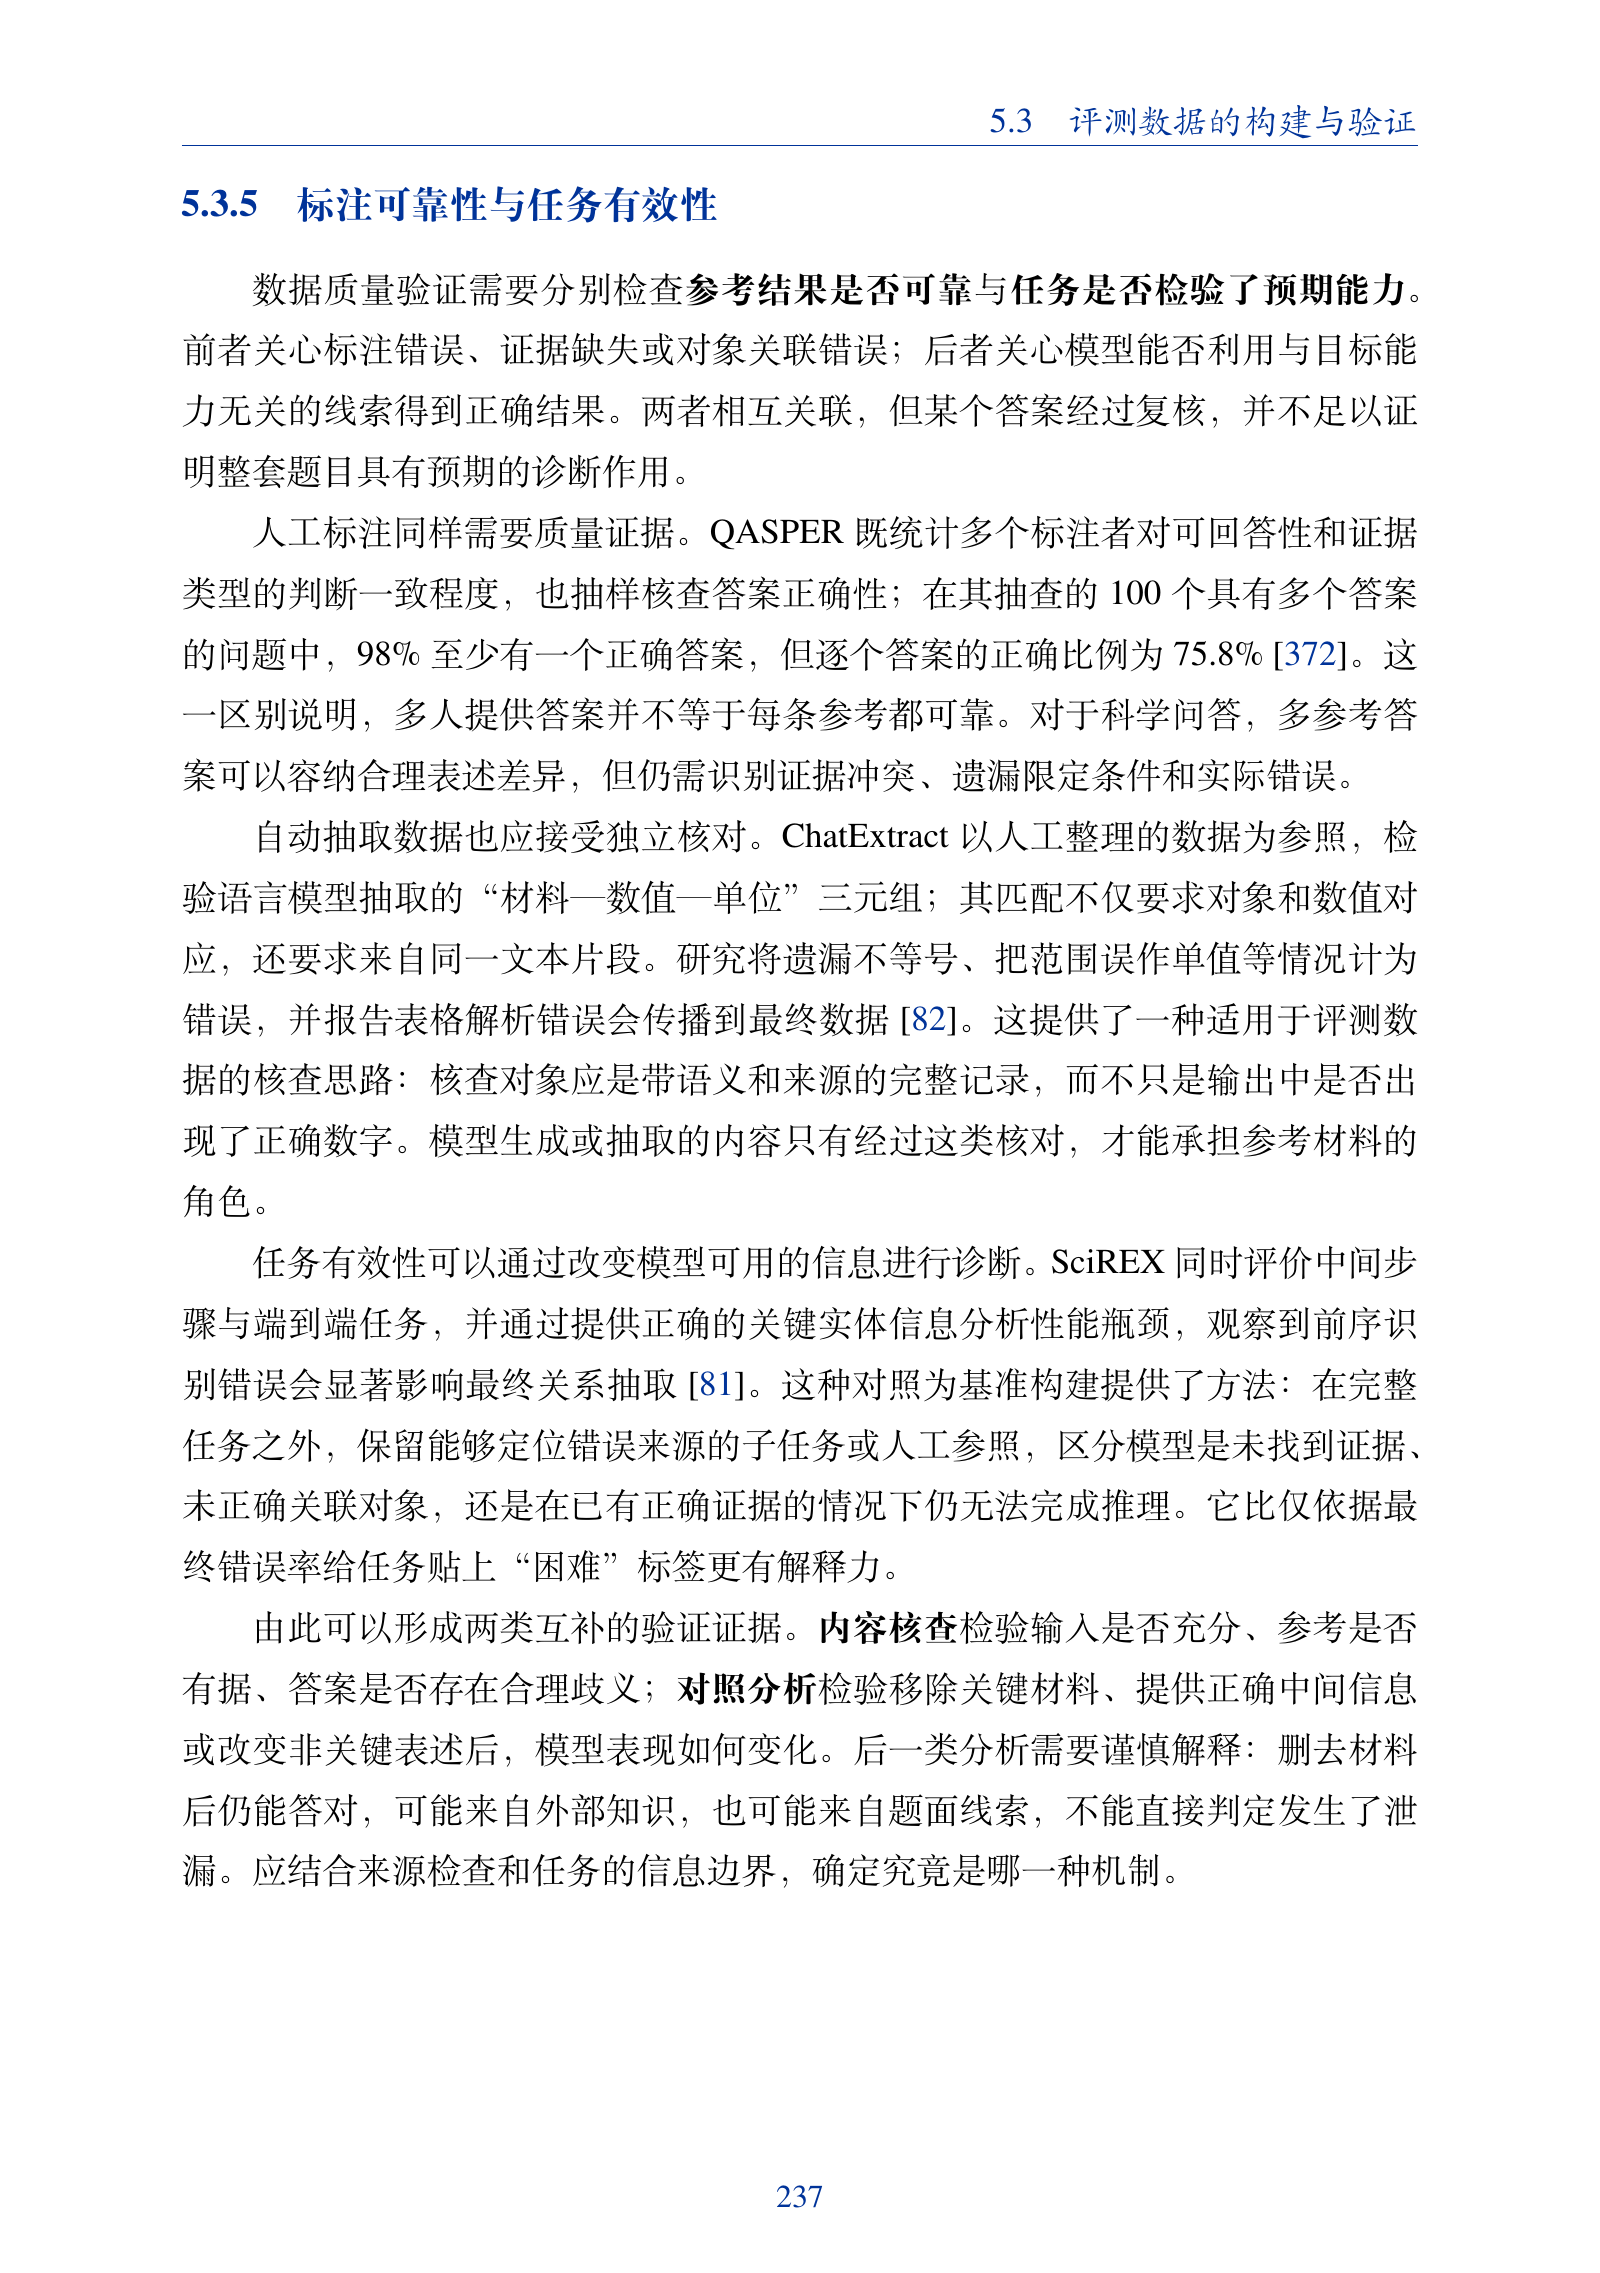 5.3 评测数据的构建与验证
5.3.5 标注可靠性与任务有效性
数据质量验证需要分别检查参考结果是否可靠与任务是否检验了预期能力。
前者关心标注错误、证据缺失或对象关联错误；后者关心模型能否利用与目标能
力无关的线索得到正确结果。两者相互关联，但某个答案经过复核，并不足以证
明整套题目具有预期的诊断作用。
人工标注同样需要质量证据。QASPER 既统计多个标注者对可回答性和证据
类型的判断一致程度，也抽样核查答案正确性；在其抽查的 100 个具有多个答案
的问题中，98% 至少有一个正确答案，但逐个答案的正确比例为 75.8% [372]。这
一区别说明，多人提供答案并不等于每条参考都可靠。对于科学问答，多参考答
案可以容纳合理表述差异，但仍需识别证据冲突、遗漏限定条件和实际错误。
自动抽取数据也应接受独立核对。ChatExtract 以人工整理的数据为参照，检
验语言模型抽取的“材料—数值—单位”三元组；其匹配不仅要求对象和数值对
应，还要求来自同一文本片段。研究将遗漏不等号、把范围误作单值等情况计为
错误，并报告表格解析错误会传播到最终数据 [82]。这提供了一种适用于评测数
据的核查思路：核查对象应是带语义和来源的完整记录，而不只是输出中是否出
现了正确数字。模型生成或抽取的内容只有经过这类核对，才能承担参考材料的
角色。
任务有效性可以通过改变模型可用的信息进行诊断。SciREX 同时评价中间步
骤与端到端任务，并通过提供正确的关键实体信息分析性能瓶颈，观察到前序识
别错误会显著影响最终关系抽取 [81]。这种对照为基准构建提供了方法：在完整
任务之外，保留能够定位错误来源的子任务或人工参照，区分模型是未找到证据、
未正确关联对象，还是在已有正确证据的情况下仍无法完成推理。它比仅依据最
终错误率给任务贴上“困难”标签更有解释力。
由此可以形成两类互补的验证证据。内容核查检验输入是否充分、参考是否
有据、答案是否存在合理歧义；对照分析检验移除关键材料、提供正确中间信息
或改变非关键表述后，模型表现如何变化。后一类分析需要谨慎解释：删去材料
后仍能答对，可能来自外部知识，也可能来自题面线索，不能直接判定发生了泄
漏。应结合来源检查和任务的信息边界，确定究竟是哪一种机制。
237